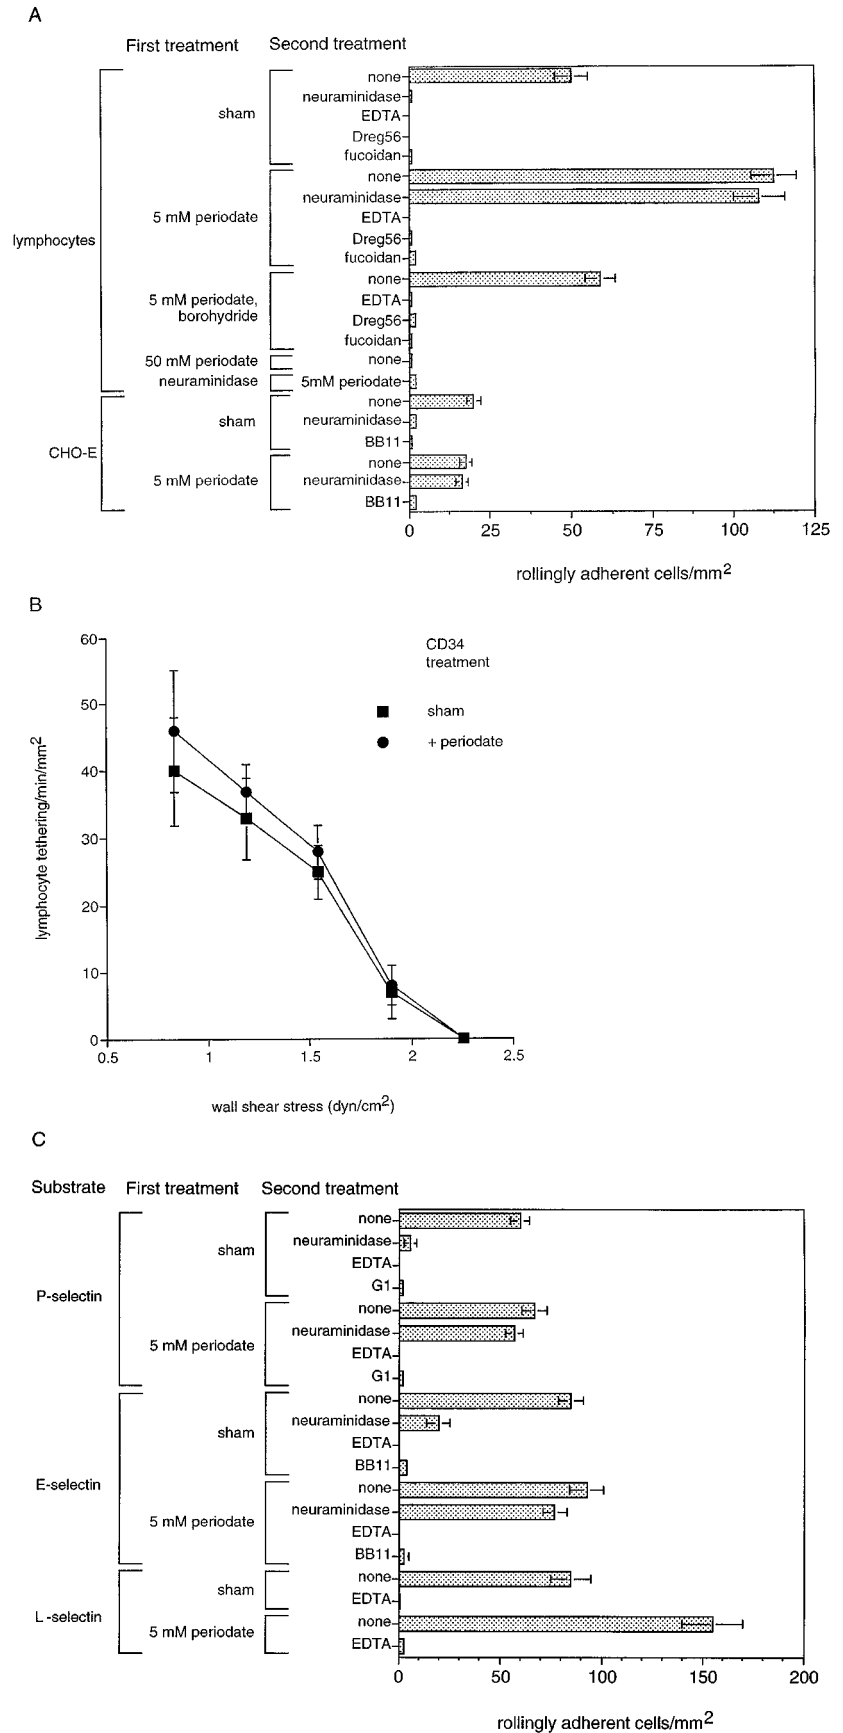 A
First treatment Second treatment
none
neuraminidase
sham EDTA
Dreg56
fucoidan
none
neuraminidase
5 mM periodate EDTA
Dreg56
lymphocytes
fucoidan
none
5 mM periodate, EDTA
borohydride Dreg56
fucoidan
50 mM periodate none
neuraminidase 5mM periodate
none
sham neuraminidase
BB11
CHO-E
none
5 mM periodate neuraminidase
BB11
0 25 50 75 100 125
rollingly adherent cells/mm2
B
60
50
40
30
20
10
0
lymphocyte tethering/min/mm2
CD34
treatment
sham
+ periodate
0.5 1 1.5 2 2.5
wall shear stress (dyn/cm2)
C
Substrate First treatment Second treatment
none
sham neuraminidase
EDTA
G1
P-selectin
none
neuraminidase
5 mM periodate EDTA
G1
none
neuraminidase
sham EDTA
BB11
E-selectin
none
neuraminidase
5 mM periodate EDTA
BB11
none
sham EDTA
L-selectin
none
5 mM periodate EDTA
0 50 100 150 200
rollingly adherent cells/mm2